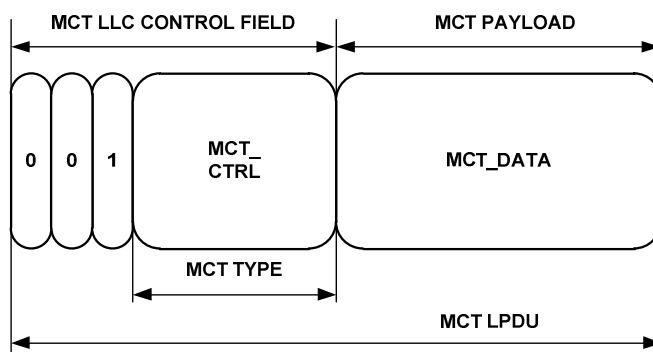 MCT LLC CONTROL FIELD MCT PAYLOAD
0 0 1 MCT_
CTRL MCT_DATA
MCT TYPE
MCT LPDU